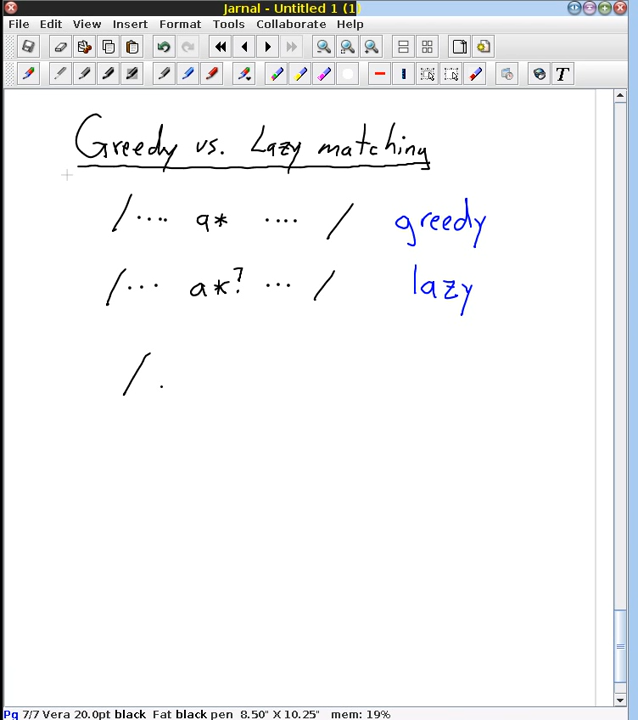 Jarnal - Untitled 1 (1)
File Edit View Insert Format Tools Collaborate Help
T
Greedy vs. Lazy matching
/.... a* .... / greedy
/... a*? ... / lazy
/ .
Pg 7/7 Vera 20.0pt black Fat black pen 8.50" X 10.25" mem: 19%